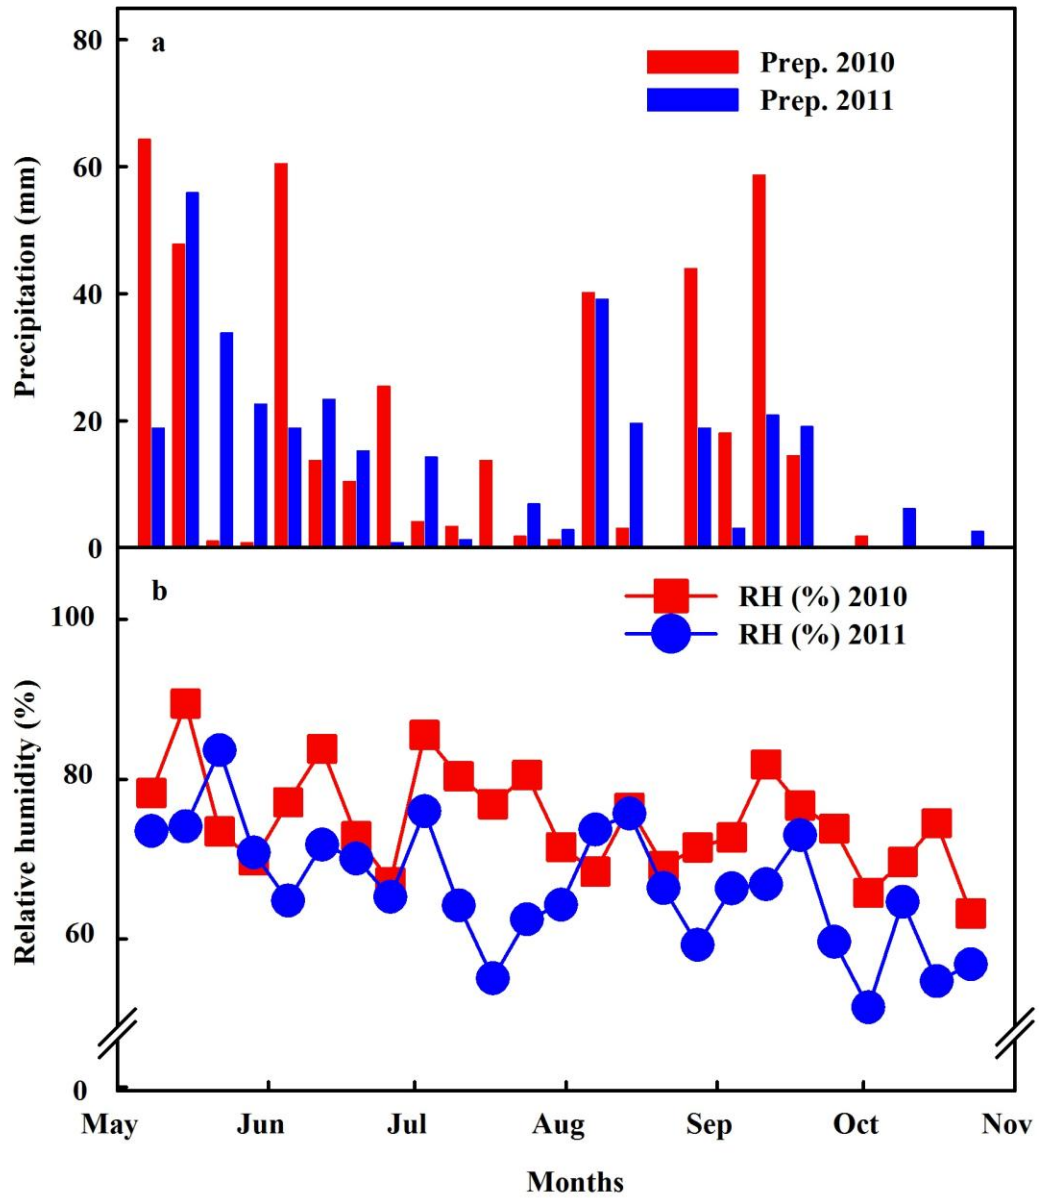 80
a
Prep. 2010
Prep. 2011
60
Precipitation (mm)
40
20
0
b
100
RH (%) 2010
RH (%) 2011
Relative humidity (%)
80
60
0
May Jun Jul Aug Sep Oct Nov
Months